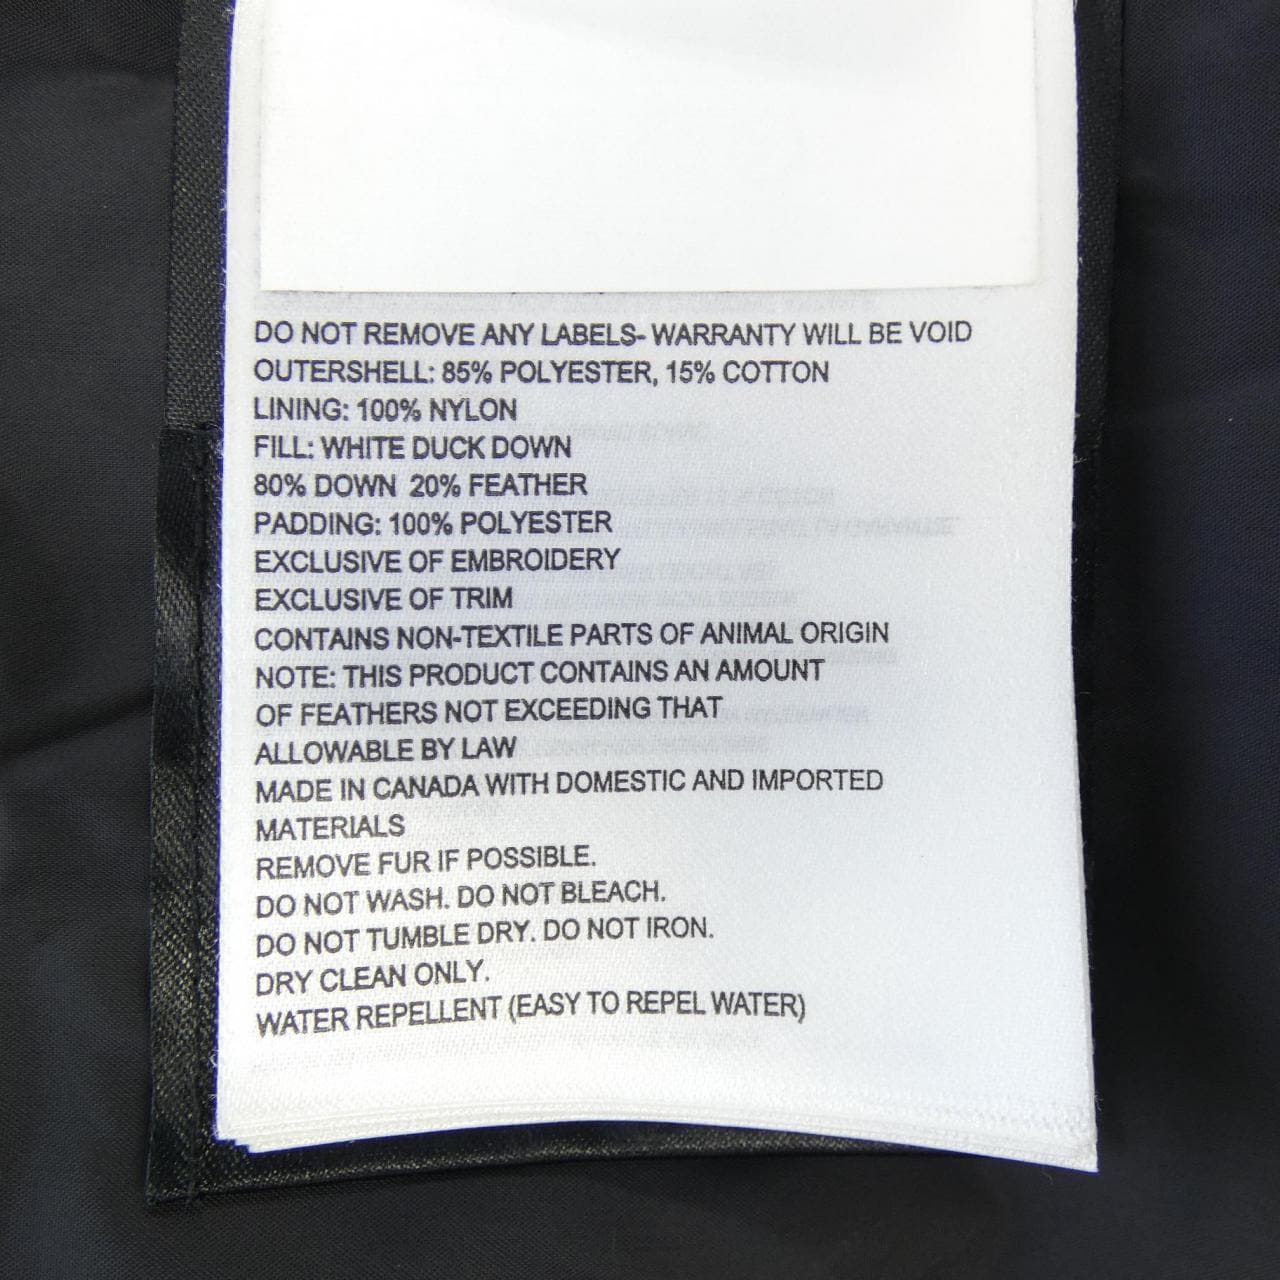 DO NOT REMOVE ANY LABELS- WARRANTY WILL BE VOID
OUTERSHELL: 85% POLYESTER, 15% COTTON
LINING: 100% NYLON
FILL: WHITE DUCK DOWN
80% DOWN 20% FEATHER
PADDING: 100% POLYESTER
EXCLUSIVE OF EMBROIDERY
EXCLUSIVE OF TRIM
CONTAINS NON-TEXTILE PARTS OF ANIMAL ORIGIN
NOTE: THIS PRODUCT CONTAINS AN AMOUNT
OF FEATHERS NOT EXCEEDING THAT
ALLOWABLE BY LAW
MADE IN CANADA WITH DOMESTIC AND IMPORTED
MATERIALS
REMOVE FUR IF POSSIBLE.
DO NOT WASH. DO NOT BLEACH.
DO NOT TUMBLE DRY. DO NOT IRON.
DRY CLEAN ONLY.
WATER REPELLENT (EASY TO REPEL WATER)